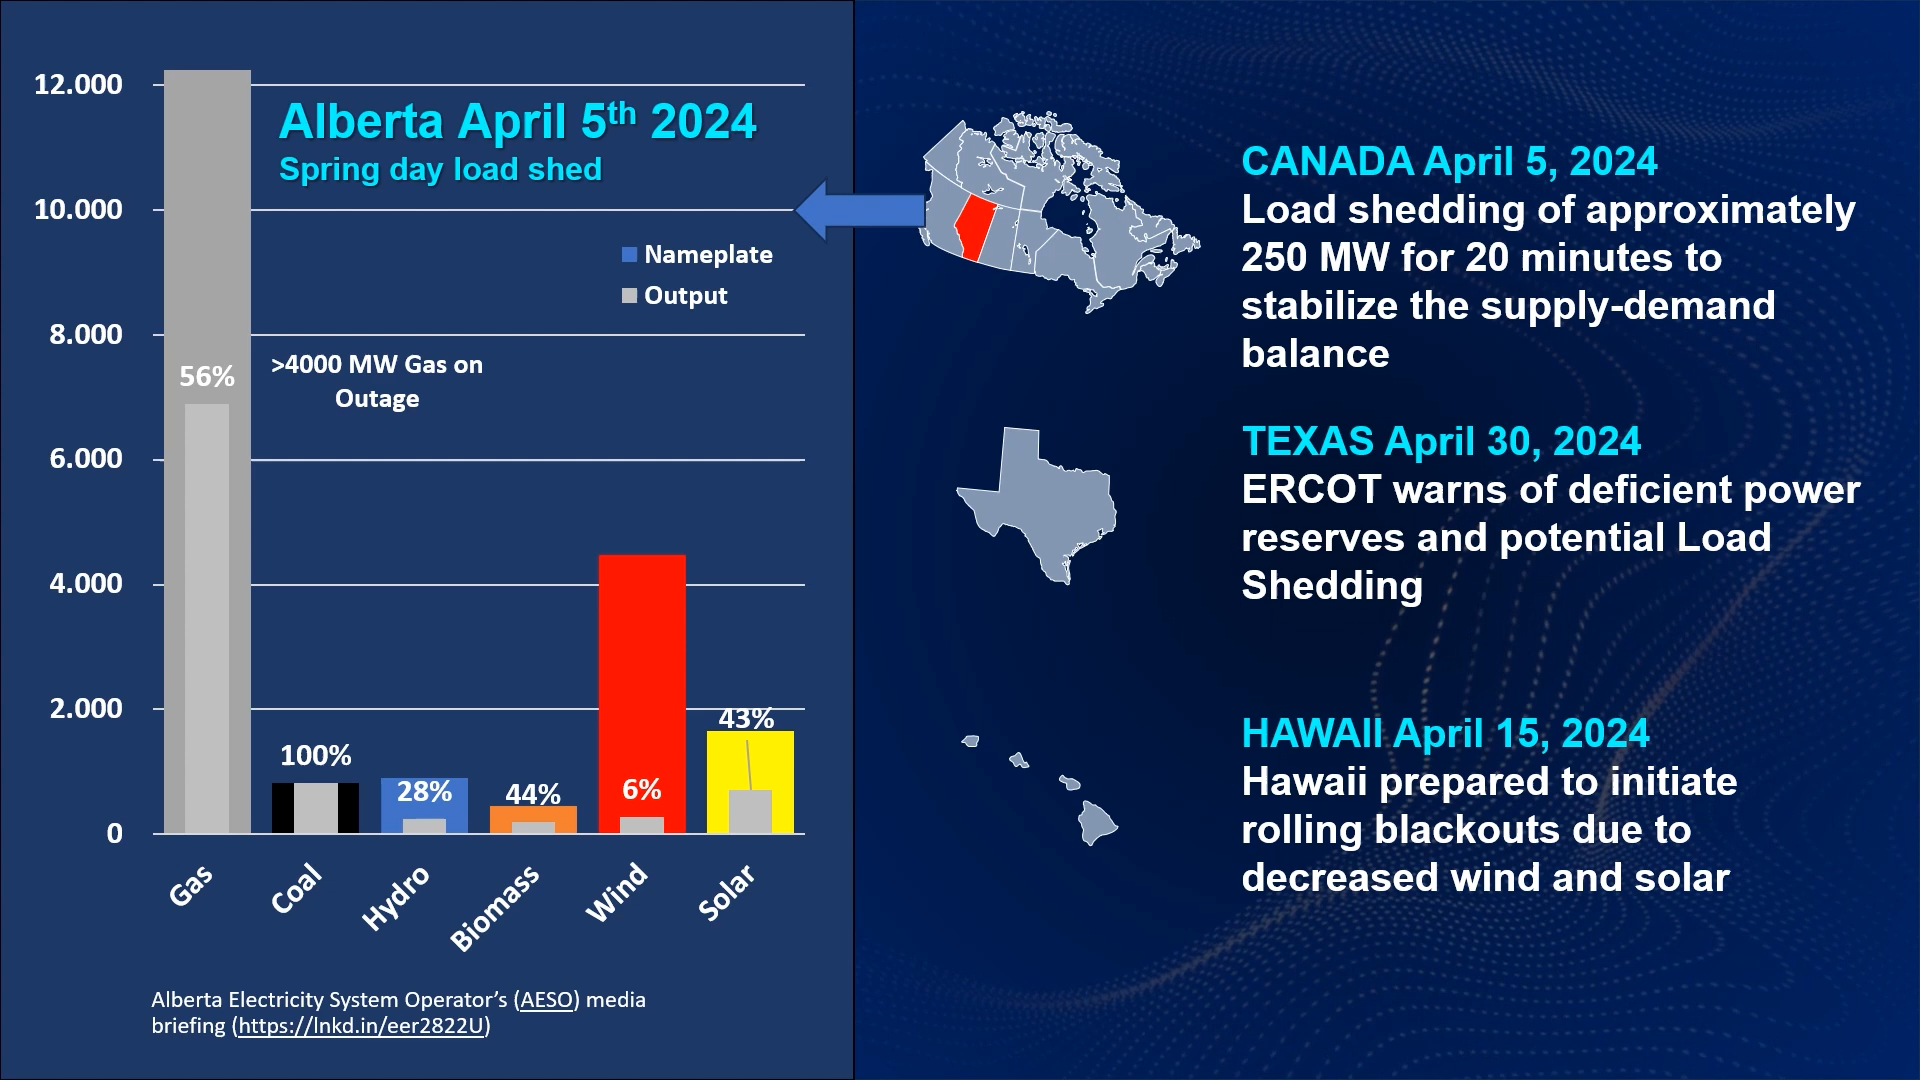 12.000
10.000
8.000
6.000
4.000
2.000
0
Alberta April 5th 2024
Spring day load shed
Nameplate
Output
56%
>4000 MW Gas on
Outage
100%
28%
44%
6%
43%
Gas
Coal
Hydro
Biomass
Wind
Solar
Alberta Electricity System Operator’s (AESO) media
briefing (https://lnkd.in/eer2822U)
CANADA April 5, 2024
Load shedding of approximately
250 MW for 20 minutes to
stabilize the supply-demand
balance
TEXAS April 30, 2024
ERCOT warns of deficient power
reserves and potential Load
Shedding
HAWAII April 15, 2024
Hawaii prepared to initiate
rolling blackouts due to
decreased wind and solar